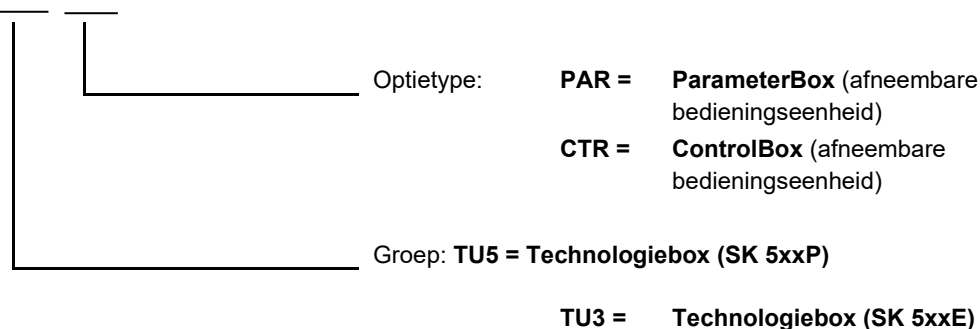 Optietype: PAR = ParameterBox (afneembare
bedieningseenheid)
CTR = ControlBox (afneembare
bedieningseenheid)
Groep: TU5 = Technologiebox (SK 5xxP)
TU3 = Technologiebox (SK 5xxE)